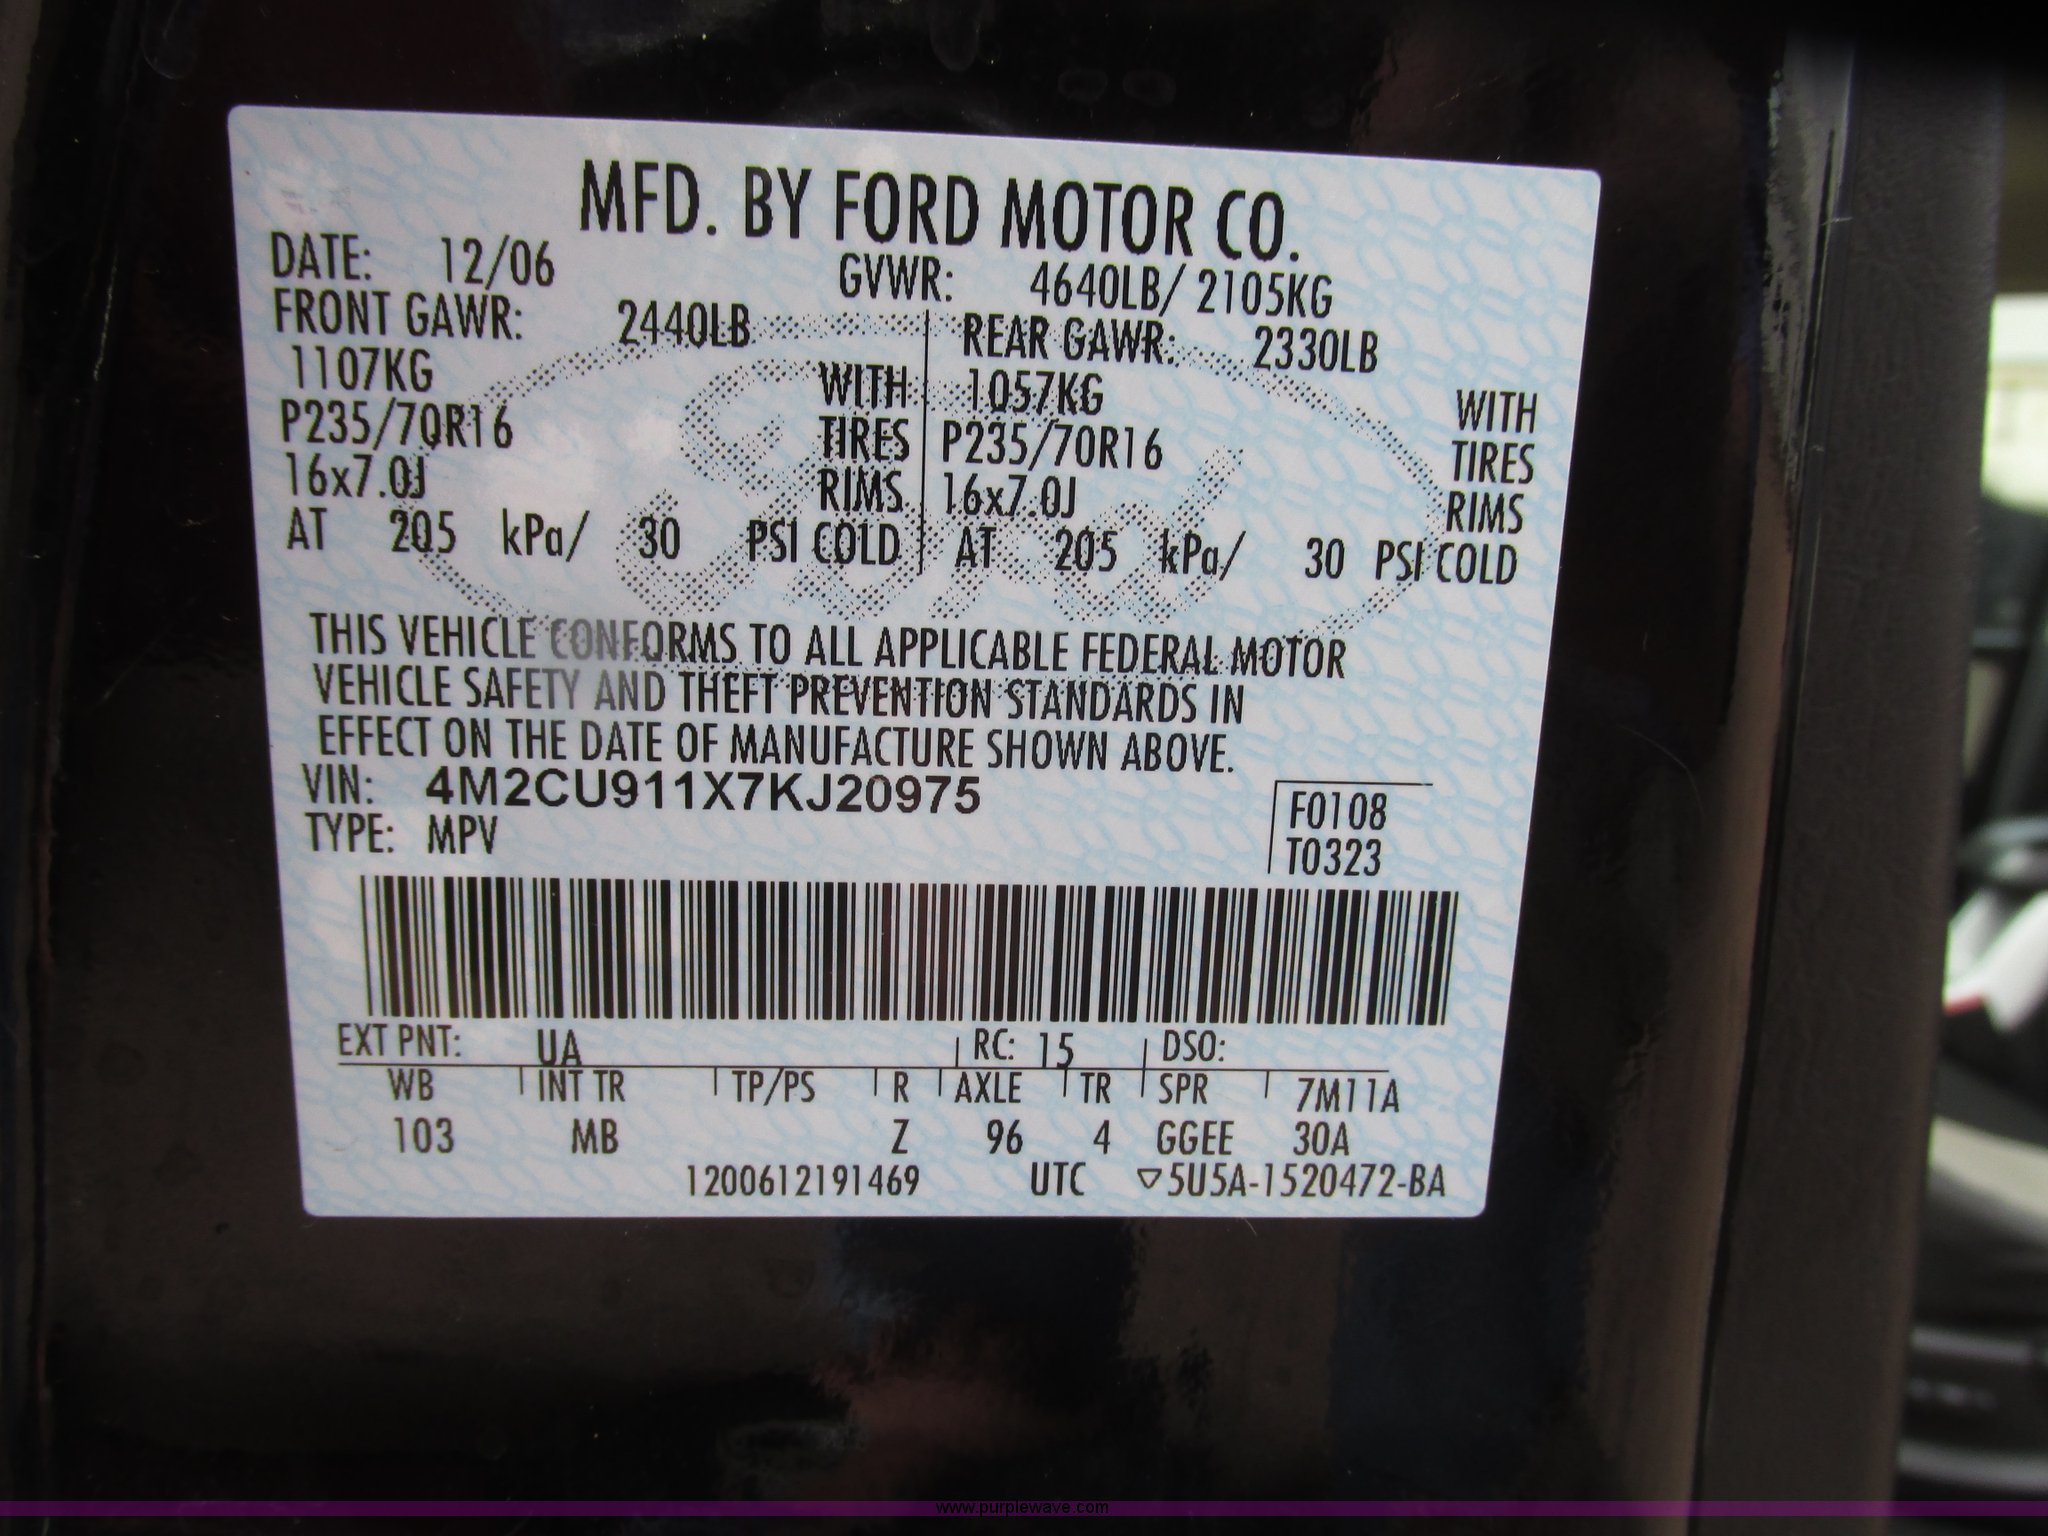 MFD. BY FORD MOTOR CO.
DATE: 12/06 GVWR: 4640LB/ 2105KG
FRONT GAWR: 2440LB REAR GAWR: 2330LB
1107KG WITH 1057KG WITH
P235/70R16 TIRES P235/70R16 TIRES
16x7.0J RIMS 16x7.0J RIMS
AT 205 kPa/ 30 PSI COLD AT 205 kPa/ 30 PSI COLD
Ford
THIS VEHICLE CONFORMS TO ALL APPLICABLE FEDERAL MOTOR
VEHICLE SAFETY AND THEFT PREVENTION STANDARDS IN
EFFECT ON THE DATE OF MANUFACTURE SHOWN ABOVE.
VIN: 4M2CU911X7KJ20975 F0108
TYPE: MPV T0323
EXT PNT: UA RC: 15 DSO:
WB INT TR TP/PS R AXLE TR SPR 7M11A
103 MB Z 96 4 GGEE 30A
1200612191469 UTC ▽5U5A-1520472-BA
www.purplewave.com